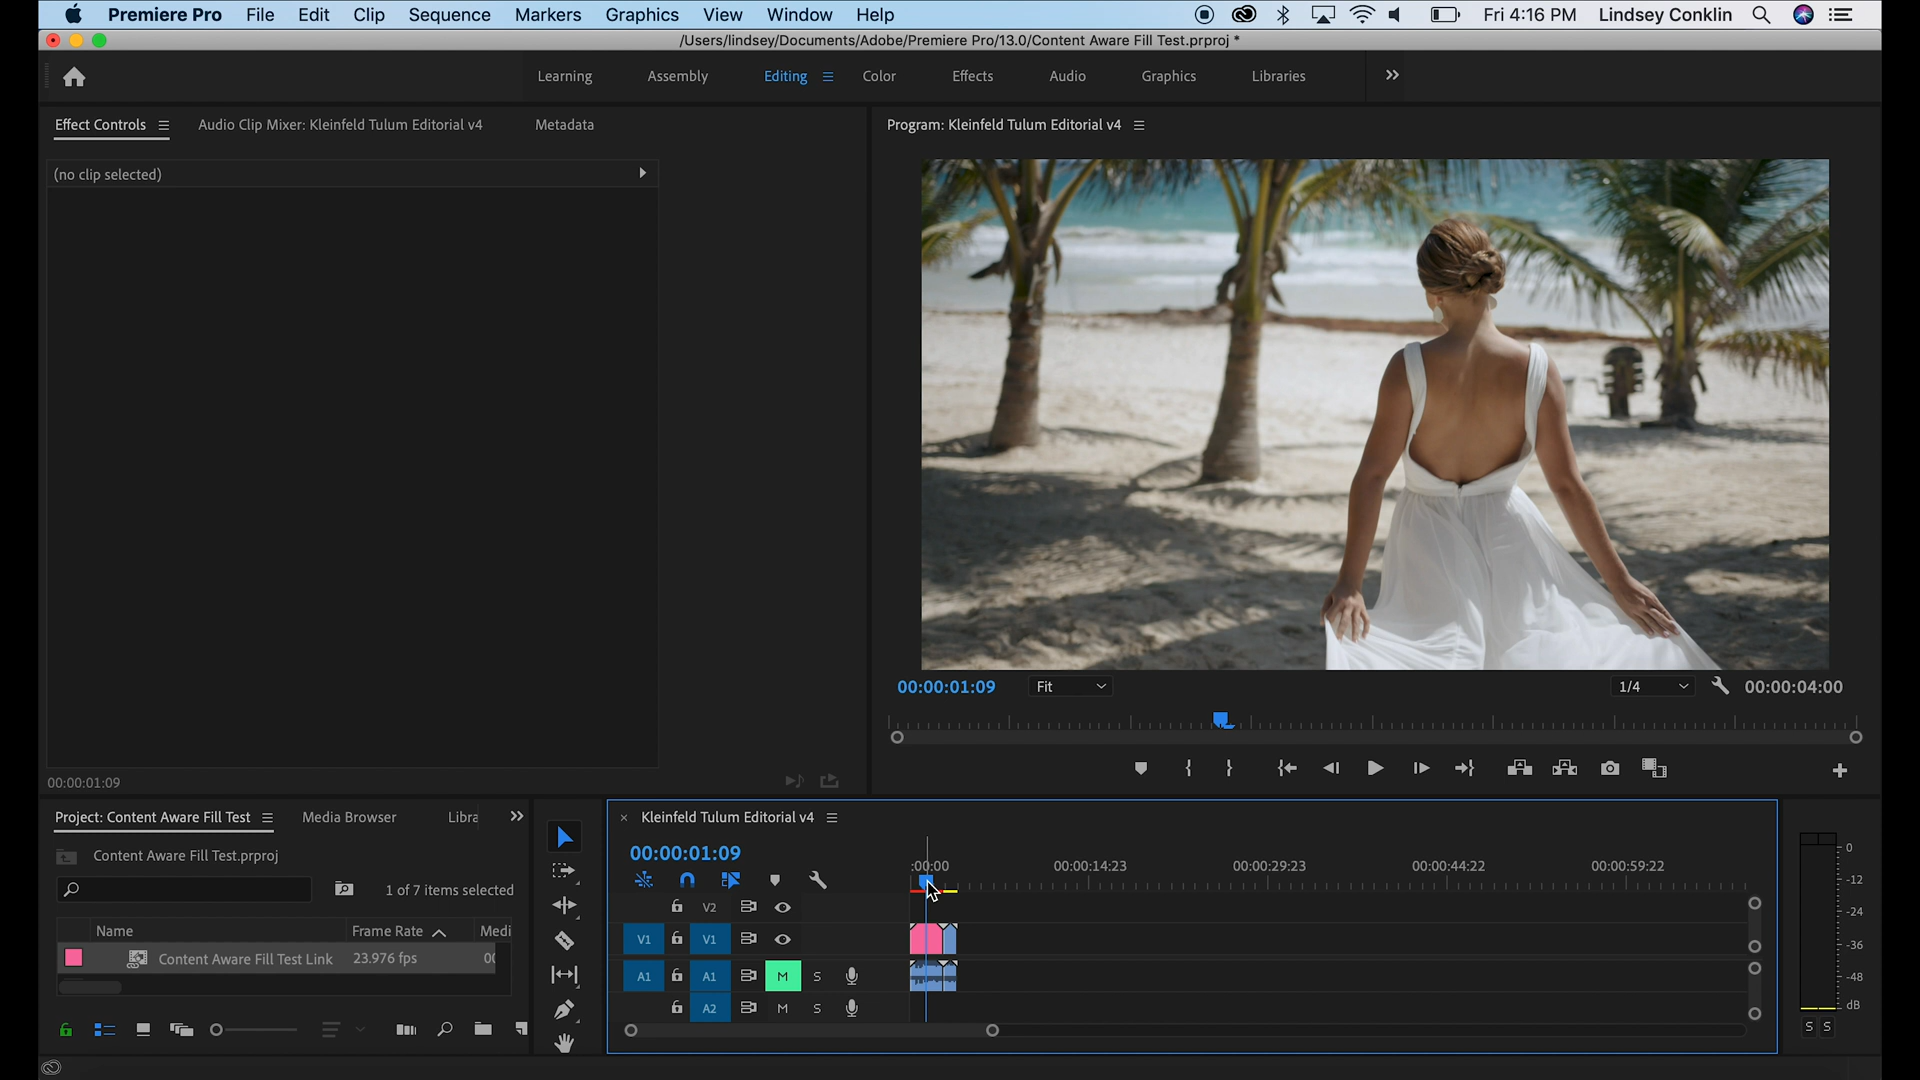 Premiere Pro File Edit Clip Sequence Markers Graphics View Window Help Fri 4:16 PM Lindsey Conklin
/Users/lindsey/Documents/Adobe/Premiere Pro/13.0/Content Aware Fill Test.prproj *
Learning Assembly Editing Color Effects Audio Graphics Libraries
Effect Controls Audio Clip Mixer: Kleinfeld Tulum Editorial v4 Metadata
Program: Kleinfeld Tulum Editorial v4
(no clip selected)
00:00:01:09 Fit 1/4 00:00:04:00
00:00:01:09
Project: Content Aware Fill Test Media Browser Libra
Kleinfeld Tulum Editorial v4
Content Aware Fill Test.prproj
00:00:01:09
:00:00 00:00:14:23 00:00:29:23 00:00:44:22 00:00:59:22
1 of 7 items selected
Name Frame Rate Medi
Content Aware Fill Test Link 23.976 fps 00
V2
V1 V1
A1 A1 M S
A2 M S
0
-12
-24
-36
-48
dB
S S